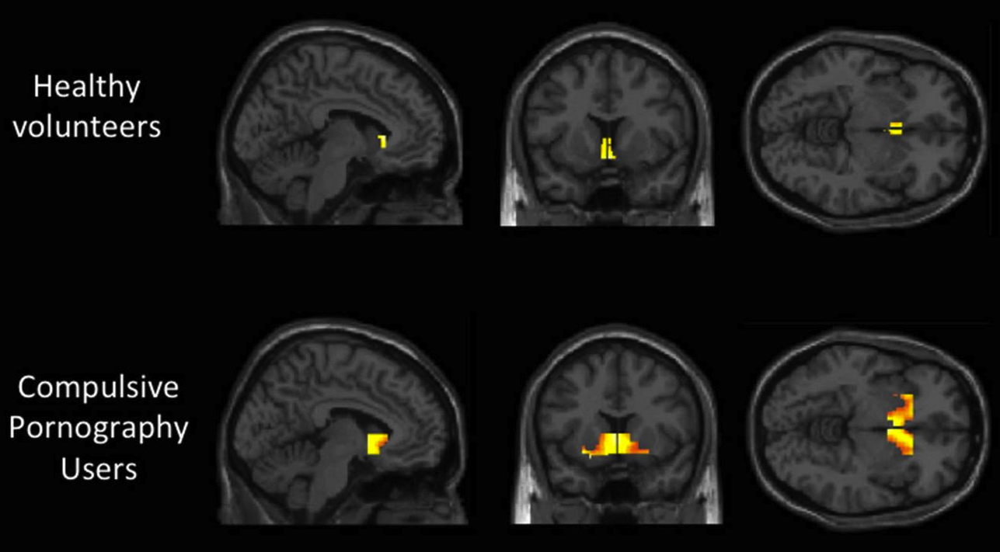 Healthy
volunteers
Compulsive
Pornography
Users